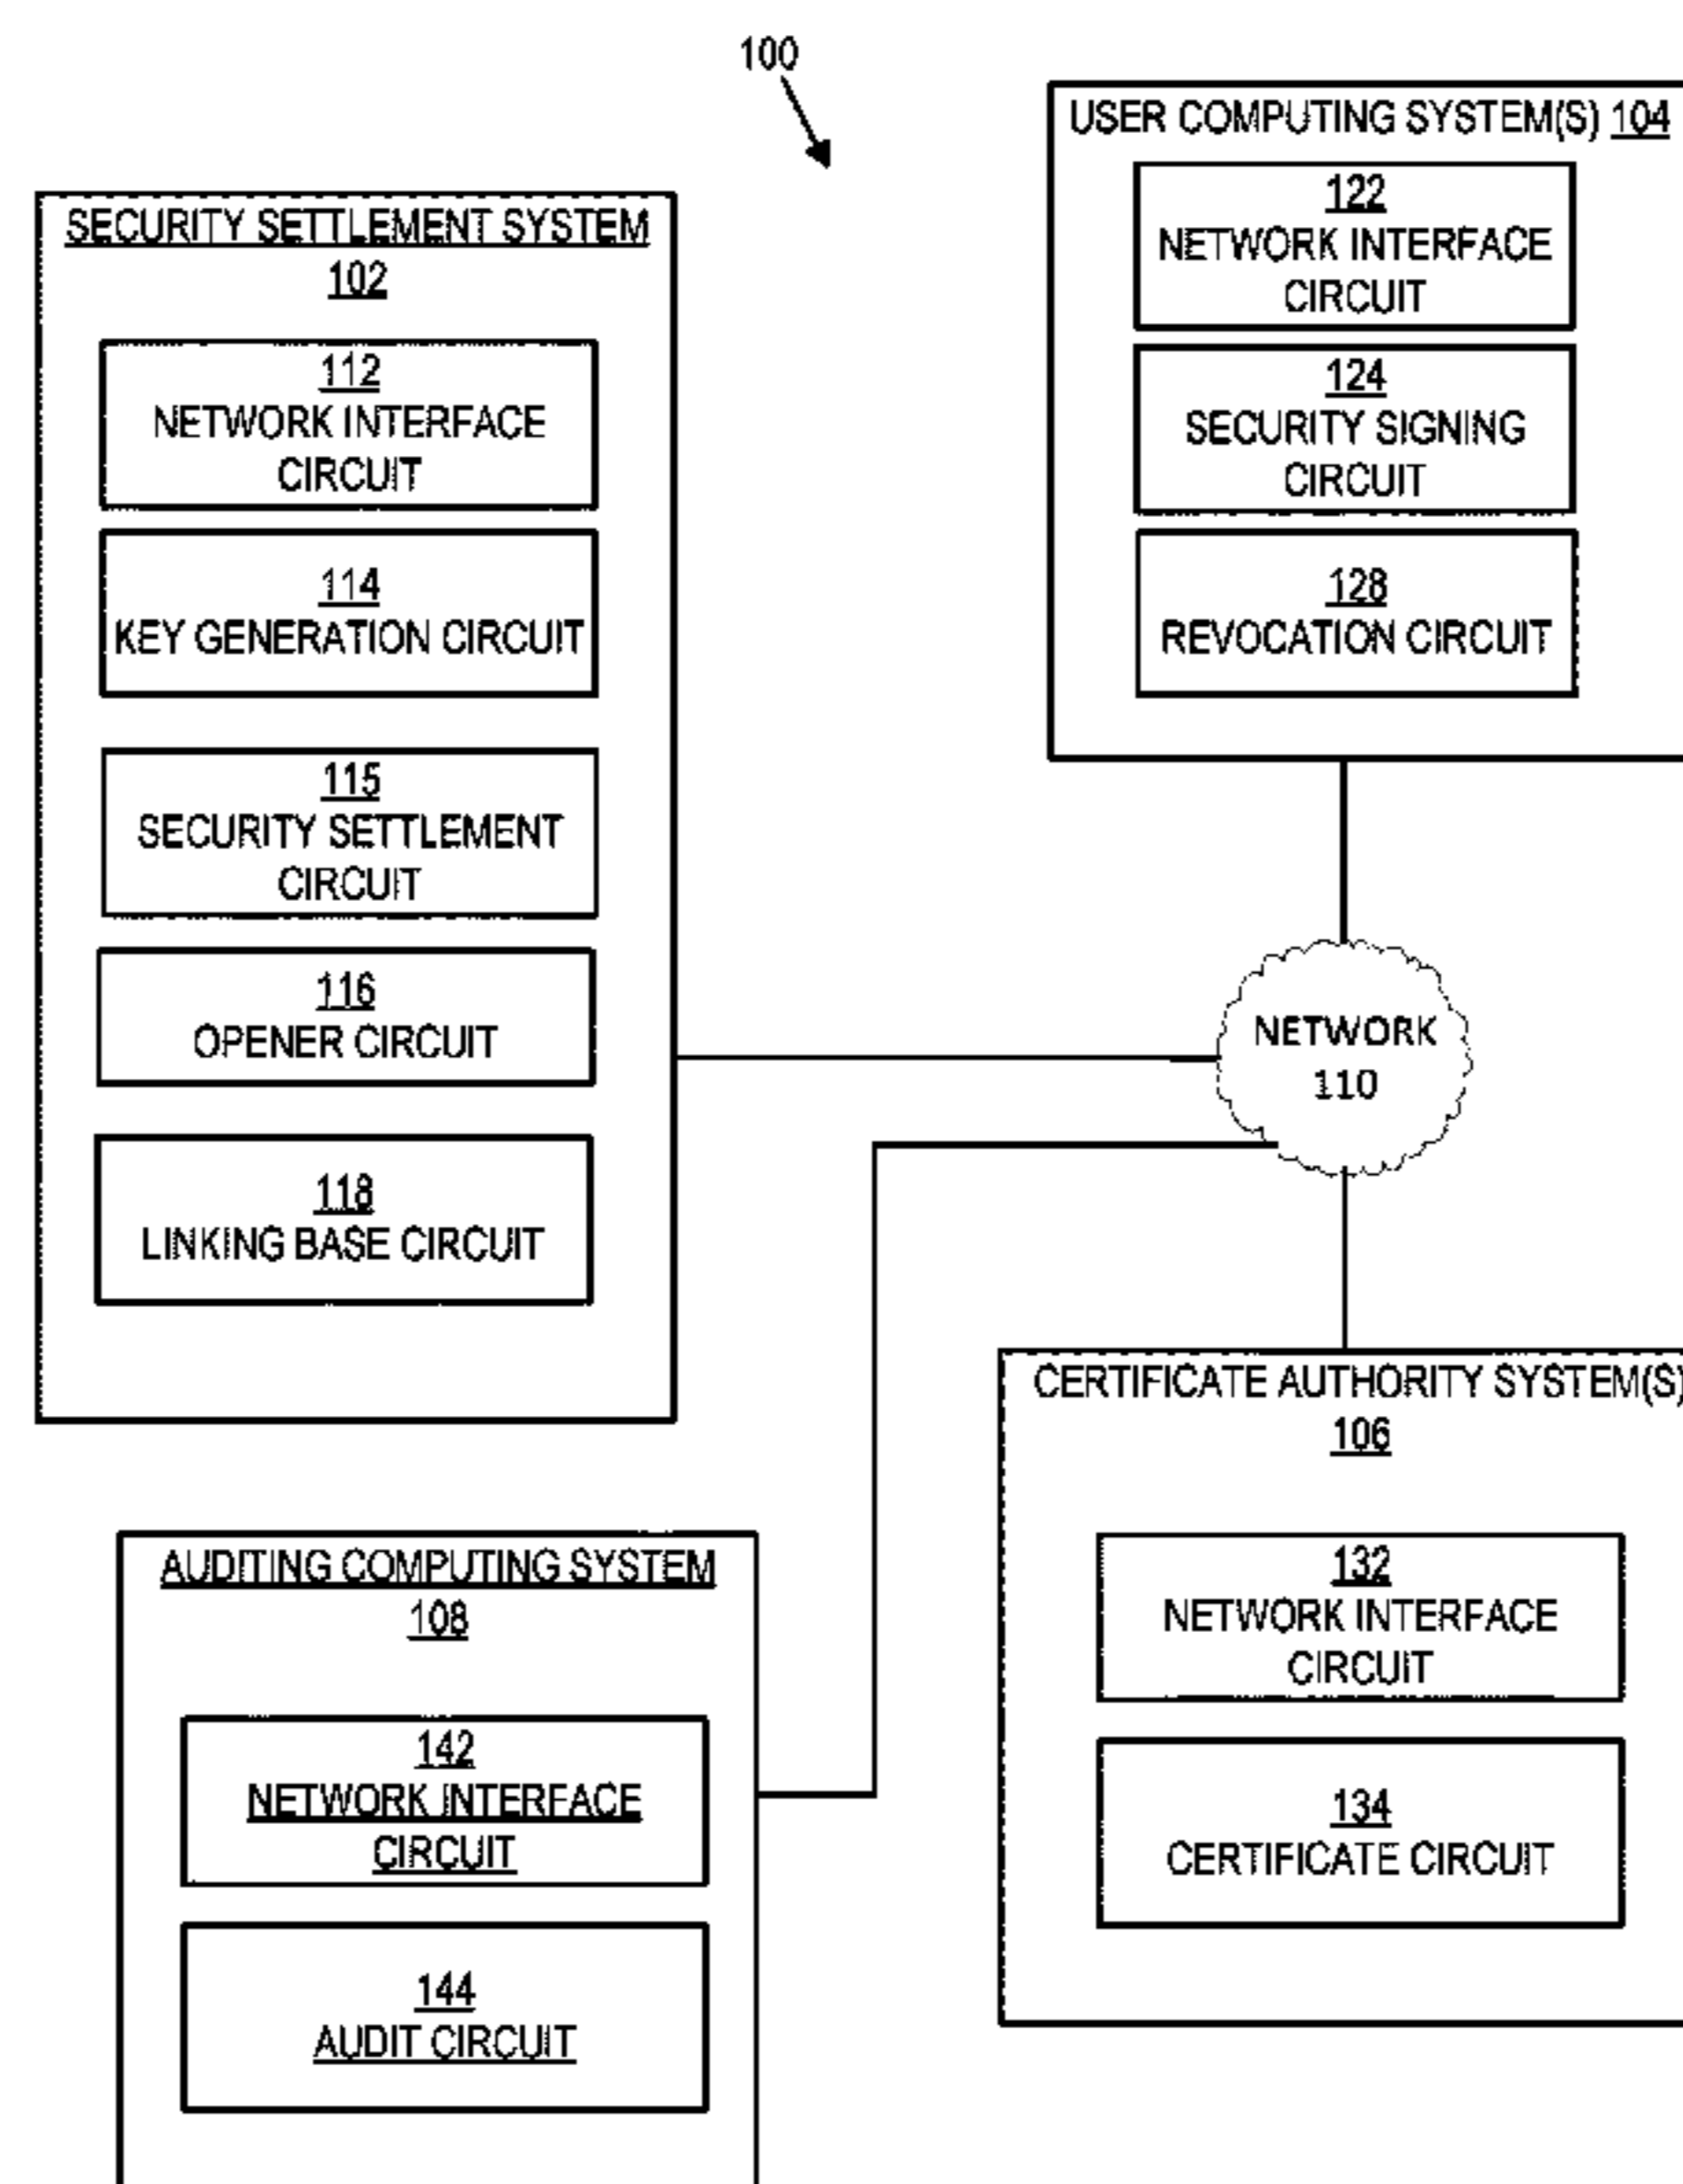 100
SECURITY SETTLEMENT SYSTEM
102
112
NETWORK INTERFACE
CIRCUIT
114
KEY GENERATION CIRCUIT
115
SECURITY SETTLEMENT
CIRCUIT
116
OPENER CIRCUIT
118
LINKING BASE CIRCUIT
USER COMPUTING SYSTEM(S) 104
122
NETWORK INTERFACE
CIRCUIT
124
SECURITY SIGNING
CIRCUIT
128
REVOCATION CIRCUIT
NETWORK
110
CERTIFICATE AUTHORITY SYSTEM(S)
106
132
NETWORK INTERFACE
CIRCUIT
134
CERTIFICATE CIRCUIT
AUDITING COMPUTING SYSTEM
108
142
NETWORK INTERFACE
CIRCUIT
144
AUDIT CIRCUIT